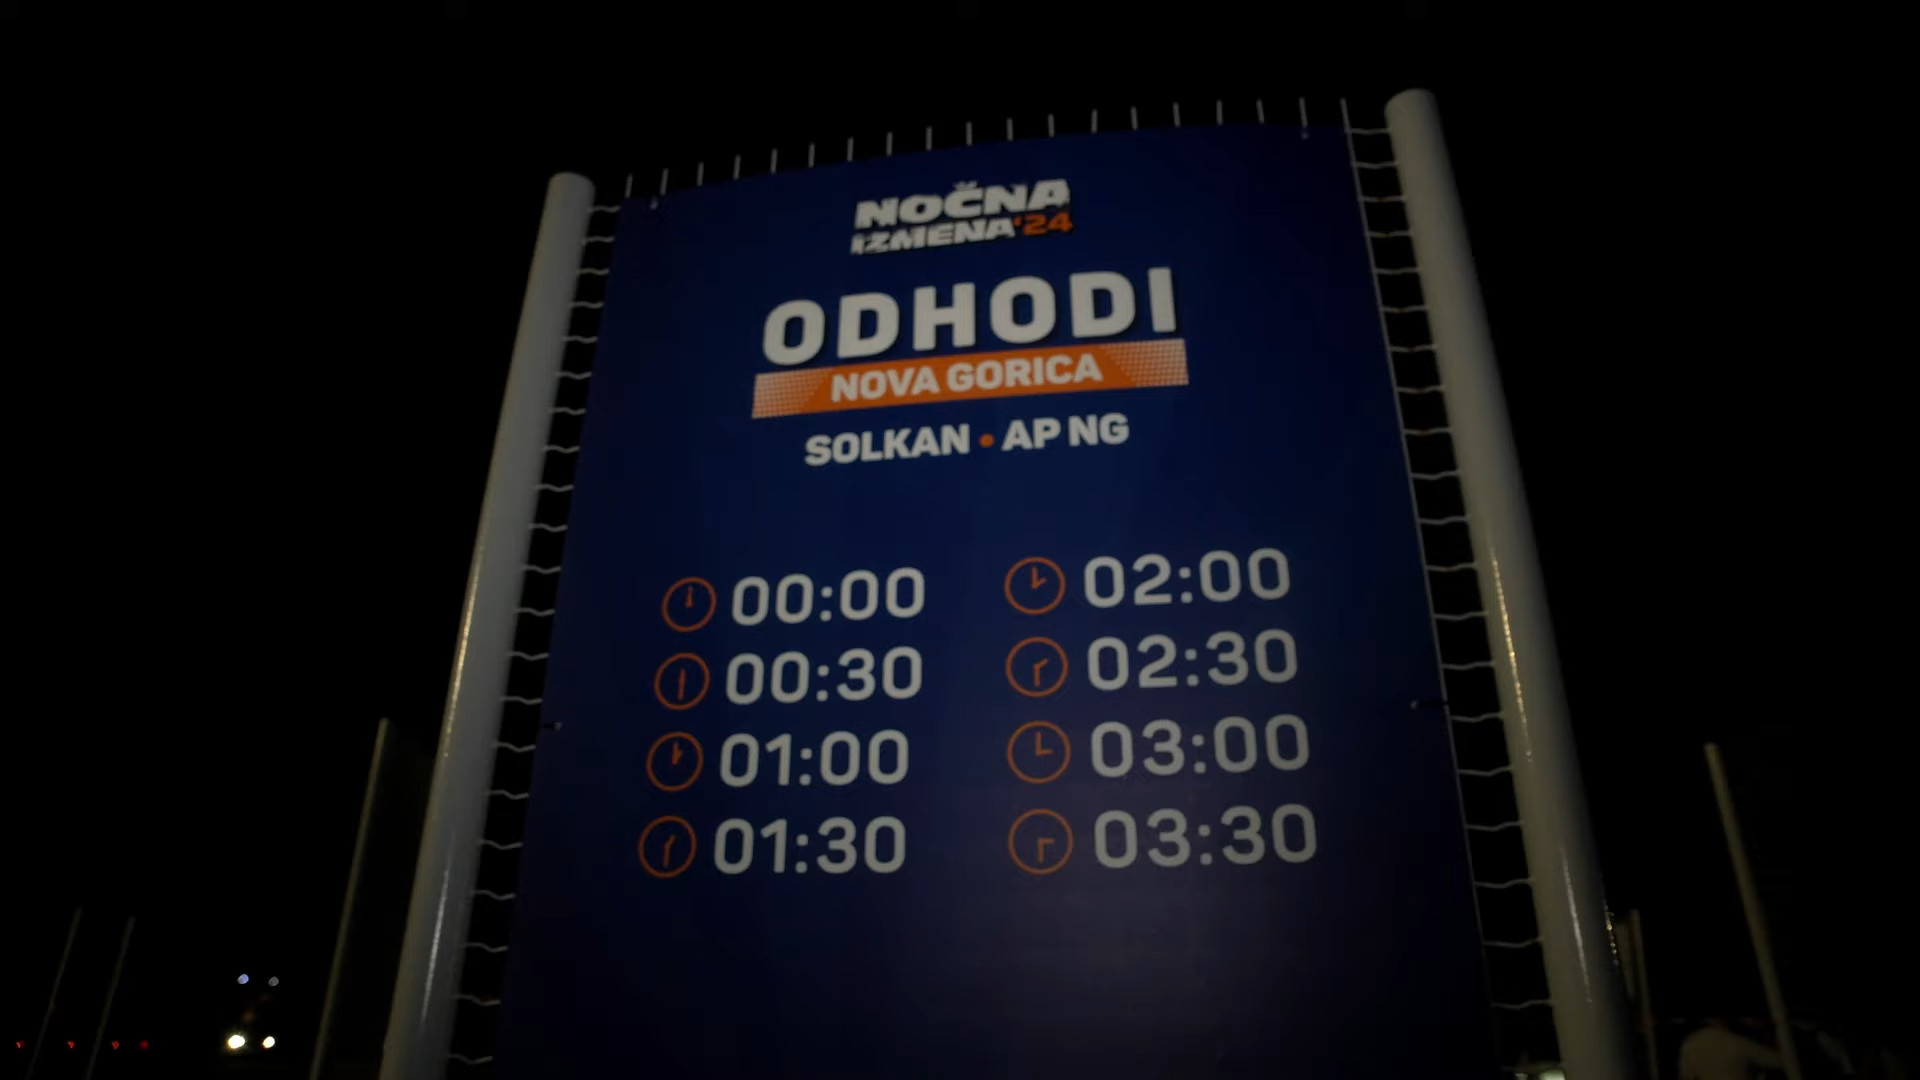 NOČNA
IZMENA '24
ODHODI
NOVA GORICA
SOLKAN • AP NG
00:00
00:30
01:00
01:30
02:00
02:30
03:00
03:30